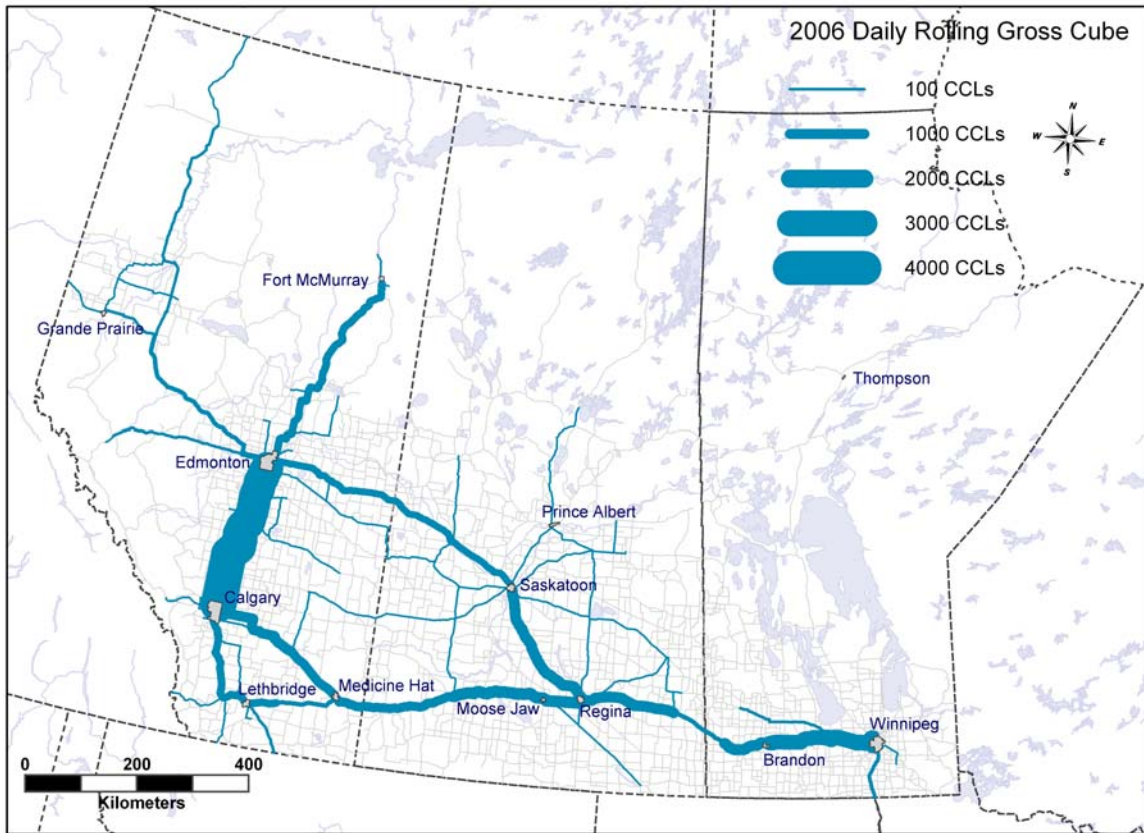 2006 Daily Rolling Gross Cube
100 CCLs
1000 CCLs
2000 CCLs
3000 CCLs
4000 CCLs
N
W
E
S
Fort McMurray
Grande Prairie
Thompson
Edmonton
Prince Albert
Saskatoon
Calgary
Lethbridge
Medicine Hat
Moose Jaw
Regina
Winnipeg
Brandon
0 200 400
Kilometers